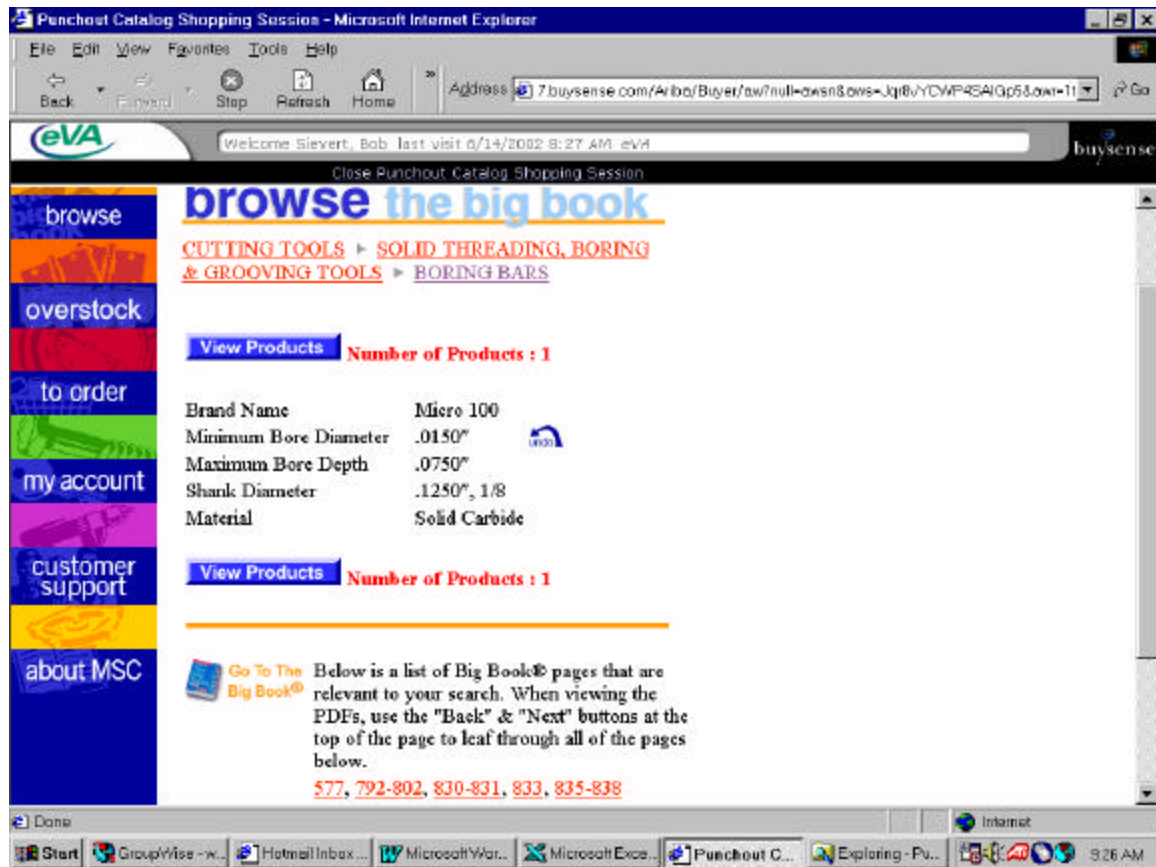 Punchout Catalog Shopping Session - Microsoft Internet Explorer
File Edit View Favorites Tools Help
Back Forward Stop Refresh Home » Address 7.buysense.com/Ariba/Buyer/aw? Go
eVA Welcome Sievert, Bob last visit 6/14/2002 8:27 AM eVA buysense
Close Punchout Catalog Shopping Session
browse
overstock
to order
my account
customer
support
about MSC
browse the big book
CUTTING TOOLS ▶ SOLID THREADING, BORING
& GROOVING TOOLS ▶ BORING BARS
View Products Number of Products : 1
Brand Name Micro 100
Minimum Bore Diameter .0150" undo
Maximum Bore Depth .0750"
Shank Diameter .1250", 1/8
Material Solid Carbide
View Products Number of Products : 1
Go To The
Big Book®
Below is a list of Big Book® pages that are
relevant to your search. When viewing the
PDFs, use the "Back" & "Next" buttons at the
top of the page to leaf through all of the pages
below.
577, 792-802, 830-831, 833, 835-838
Done Internet
Start GroupWise - w... Hotmail Inbox ... Microsoft Wor... Microsoft Exce... Punchout C... Exploring - Pu... 9:26 AM